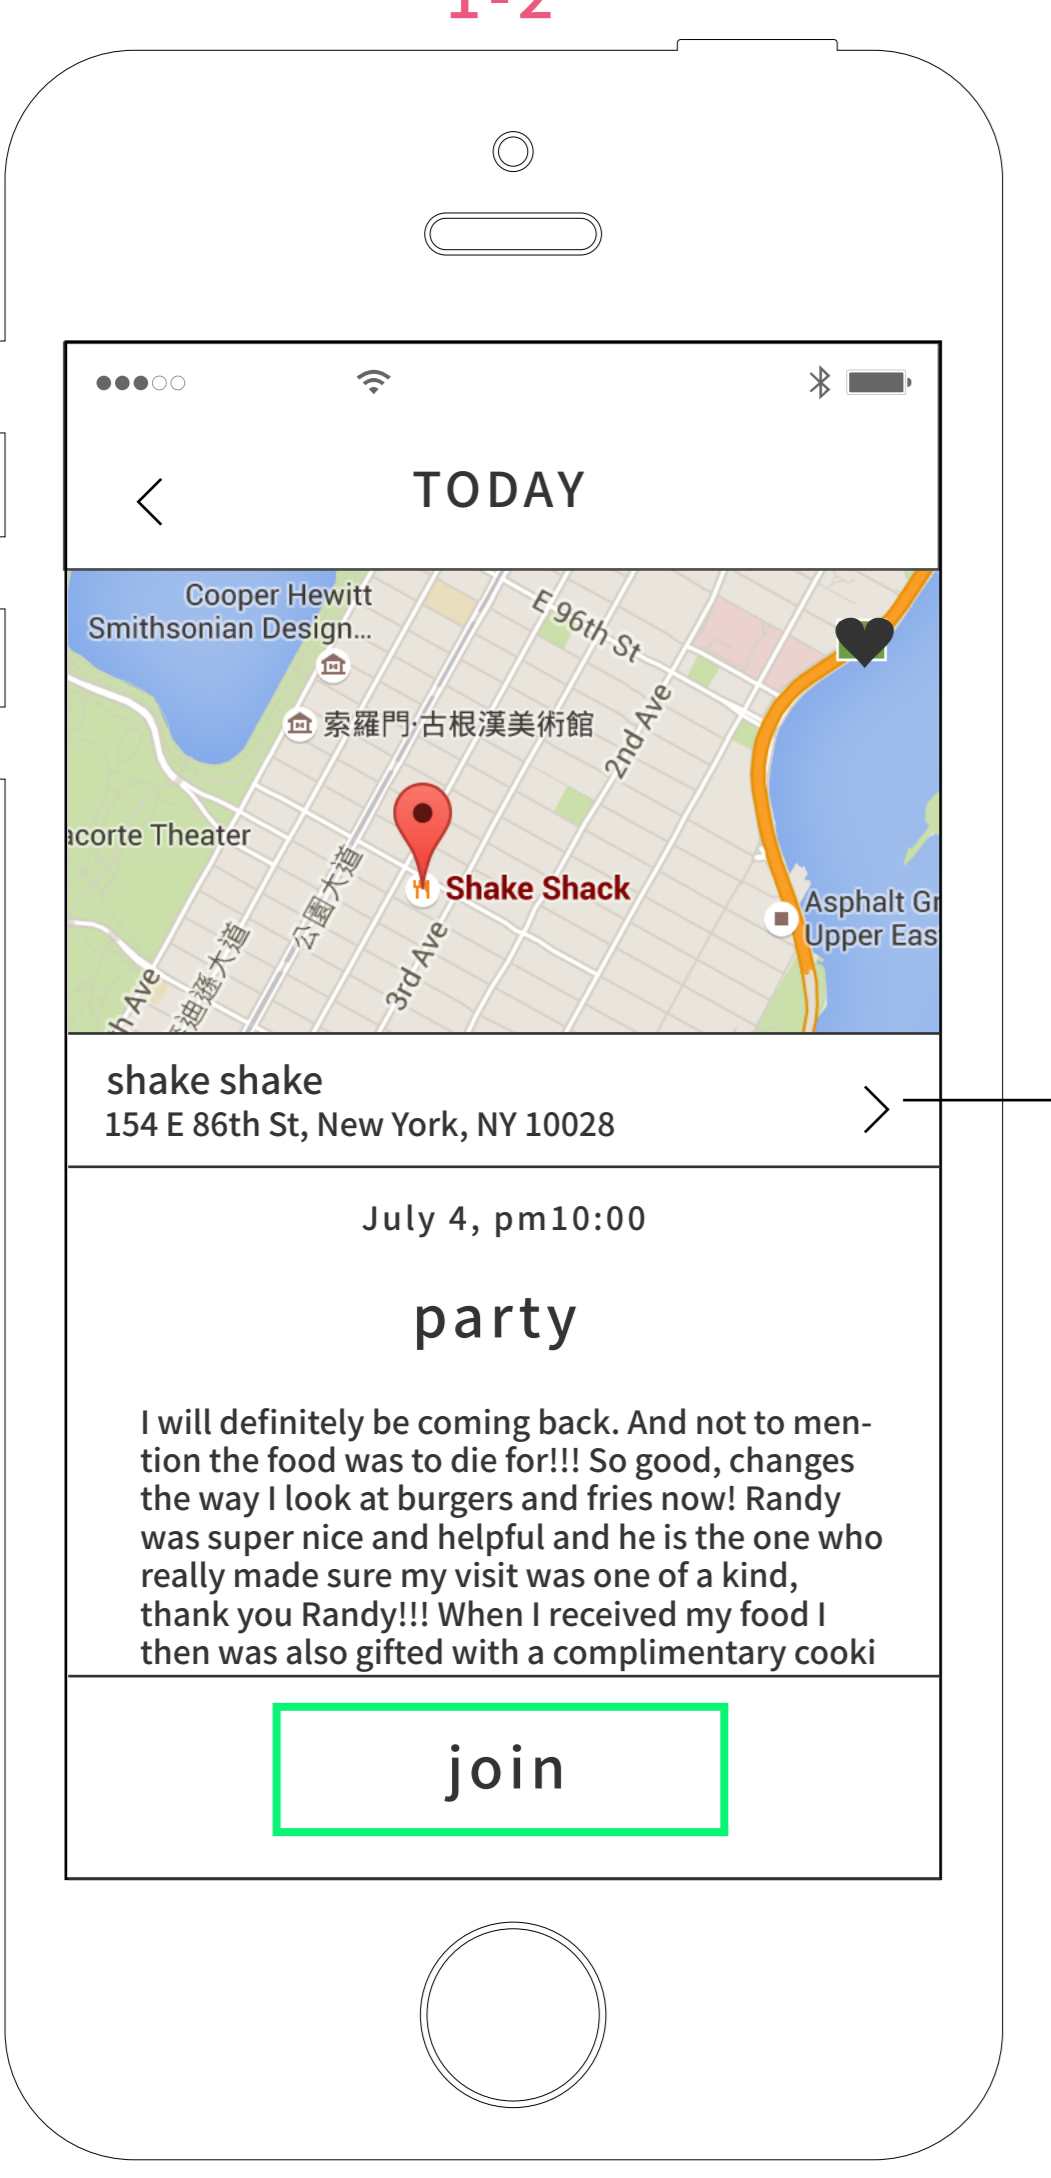 1-2
TODAY
Cooper Hewitt
Smithsonian Design...
E 96th St
索羅門·古根漢美術館
2nd Ave
acorte Theater
公園大道
Shake Shack
Asphalt Gr
Upper Eas
3rd Ave
h Ave
迪遜大道
shake shake
154 E 86th St, New York, NY 10028
July 4, pm10:00
party
I will definitely be coming back. And not to men-
tion the food was to die for!!! So good, changes
the way I look at burgers and fries now! Randy
was super nice and helpful and he is the one who
really made sure my visit was one of a kind,
thank you Randy!!! When I received my food I
then was also gifted with a complimentary cooki
join